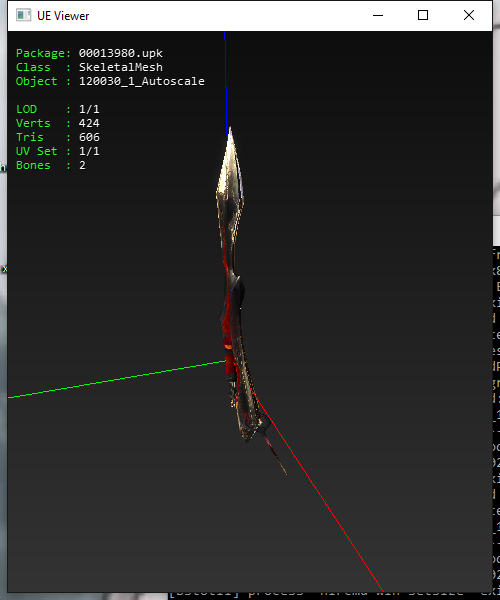 UE Viewer
Package: 00013980.upk
Class  : SkeletalMesh
Object : 120030_1_Autoscale
LOD    : 1/1
Verts  : 424
Tris   : 606
UV Set : 1/1
Bones  : 2